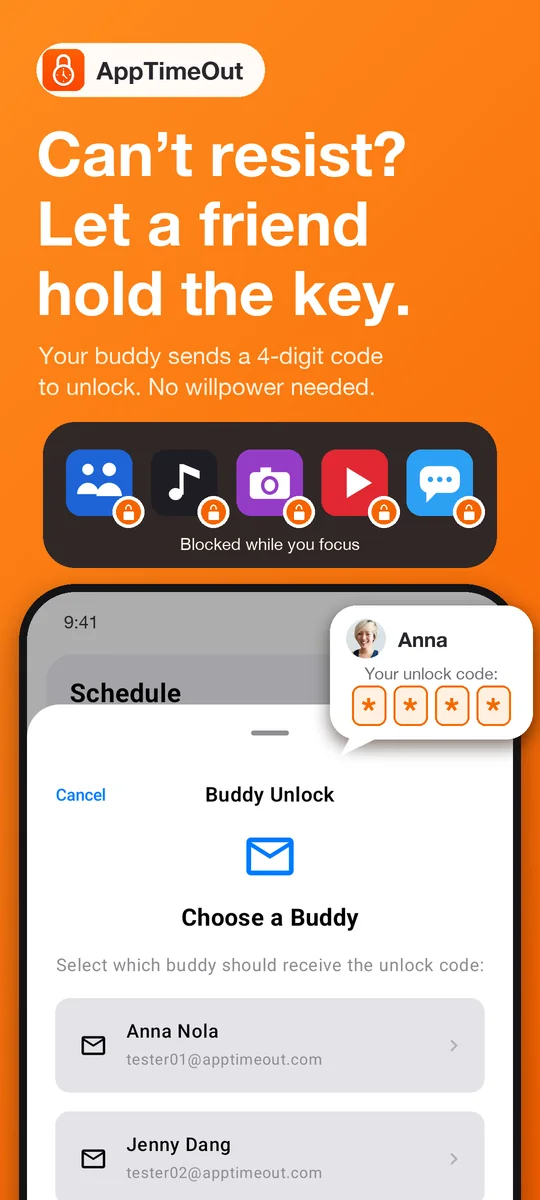 AppTimeOut
Can’t resist?
Let a friend
hold the key.
Your buddy sends a 4-digit code
to unlock. No willpower needed.
Blocked while you focus
9:41
Anna
Your unlock code:
* * * *
Schedule
Cancel
Buddy Unlock
Choose a Buddy
Select which buddy should receive the unlock code:
Anna Nola
tester01@apptimeout.com
Jenny Dang
tester02@apptimeout.com